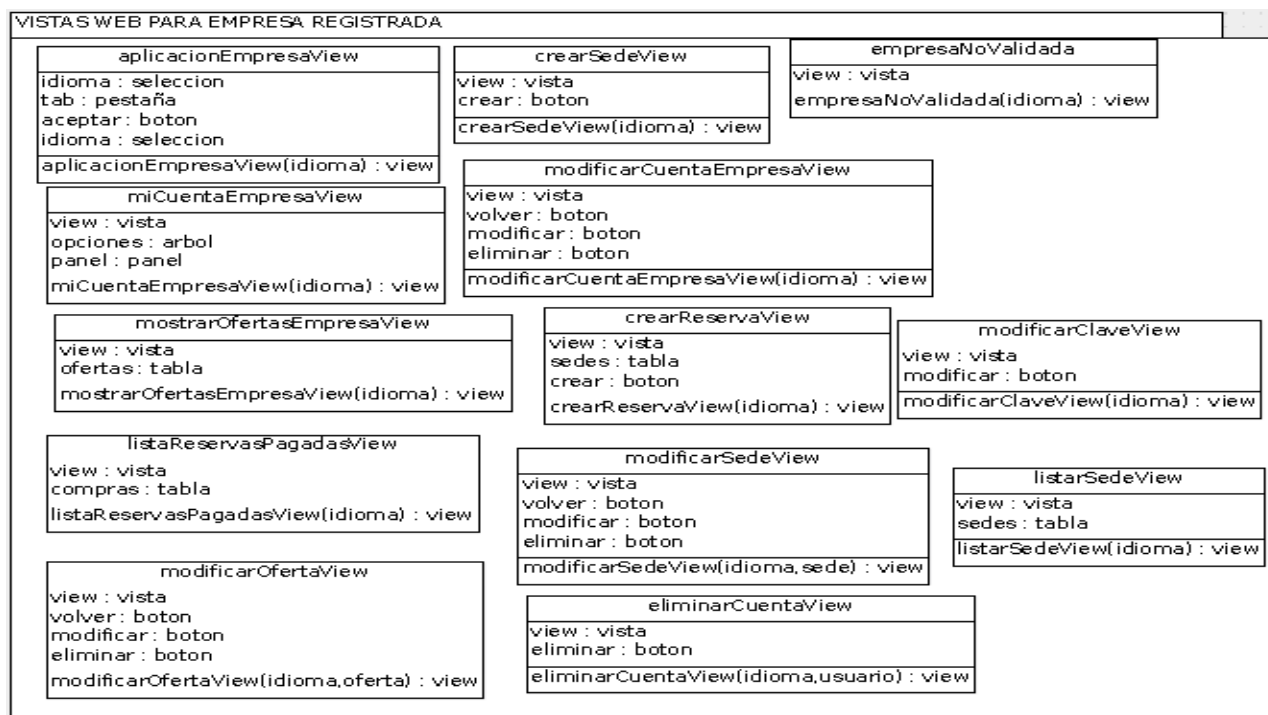 VISTAS WEB PARA EMPRESA REGISTRADA
aplicacionEmpresaView
idioma : seleccion
tab : pestaña
aceptar : boton
idioma : seleccion
aplicacionEmpresaView(idioma) : view
crearSedeView
view : vista
crear : boton
crearSedeView(idioma) : view
empresaNoValidada
view : vista
empresaNoValidada(idioma) : view
miCuentaEmpresaView
view : vista
opciones : arbol
panel : panel
miCuentaEmpresaView(idioma) : view
modificarCuentaEmpresaView
view : vista
volver : boton
modificar : boton
eliminar : boton
modificarCuentaEmpresaView(idioma) : view
mostrarOfertasEmpresaView
view : vista
ofertas : tabla
mostrarOfertasEmpresaView(idioma) : view
crearReservaView
view : vista
sedes : tabla
crear : boton
crearReservaView(idioma) : view
modificarClaveView
view : vista
modificar : boton
modificarClaveView(idioma) : view
listaReservasPagadasView
view : vista
compras : tabla
listaReservasPagadasView(idioma) : view
modificarSedeView
view : vista
volver : boton
modificar : boton
eliminar : boton
modificarSedeView(idioma,sede) : view
listarSedeView
view : vista
sedes : tabla
listarSedeView(idioma) : view
modificarOfertaView
view : vista
volver : boton
modificar : boton
eliminar : boton
modificarOfertaView(idioma,oferta) : view
eliminarCuentaView
view : vista
eliminar : boton
eliminarCuentaView(idioma,usuario) : view